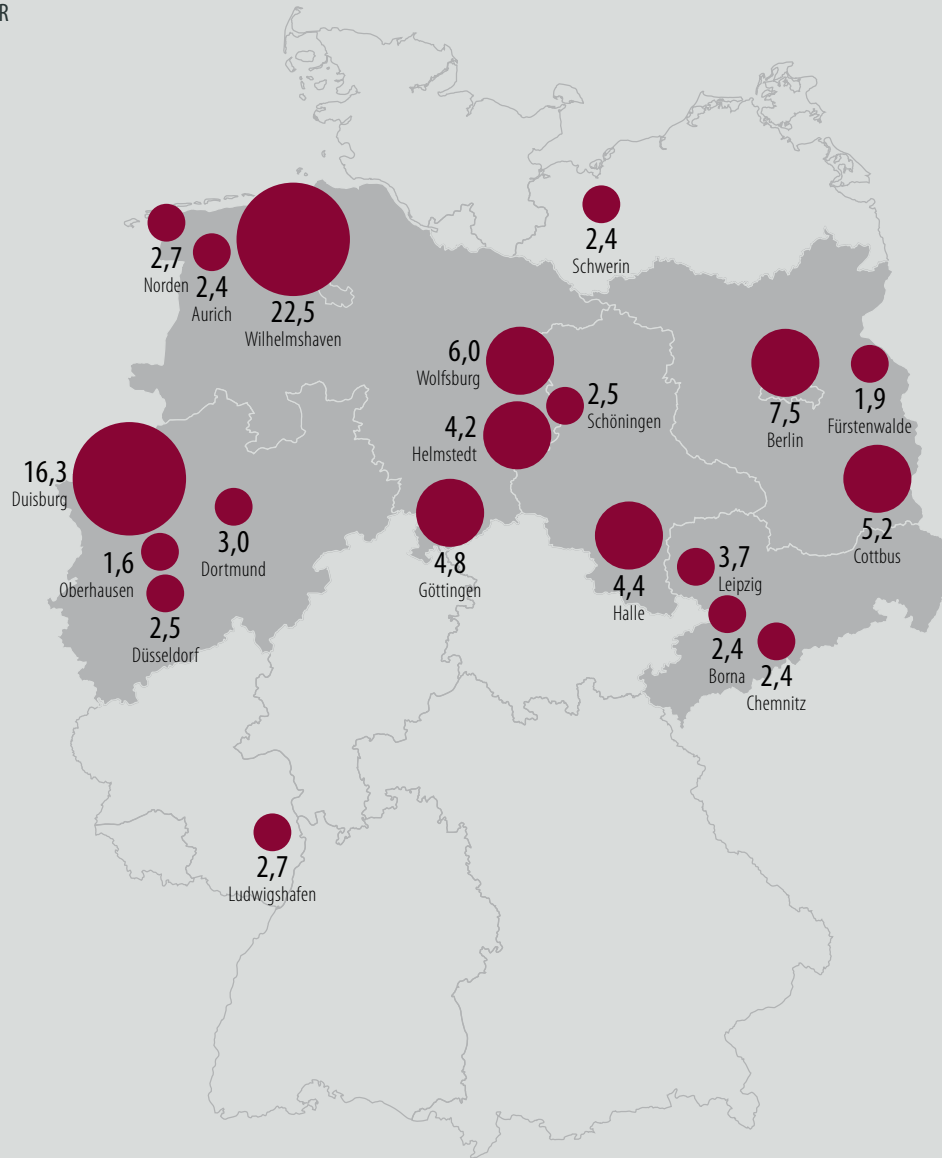 R
2,7
Norden
2,4
Aurich
22,5
Wilhelmshaven
2,4
Schwerin
6,0
Wolfsburg
2,5
Schöningen
4,2
Helmstedt
7,5
Berlin
1,9
Fürstenwalde
16,3
Duisburg
3,0
Dortmund
1,6
Oberhausen
2,5
Düsseldorf
4,8
Göttingen
4,4
Halle
3,7
Leipzig
5,2
Cottbus
2,4
Borna
2,4
Chemnitz
2,7
Ludwigshafen